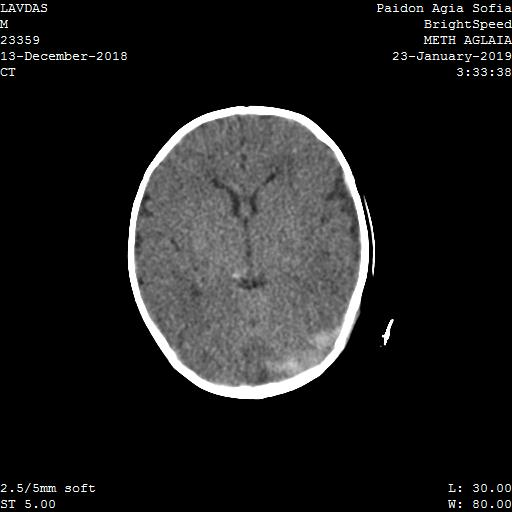 LAVDAS
M
23359
13-December-2018
CT
Paidon Agia Sofia
BrightSpeed
METH AGLAIA
23-January-2019
3:33:38
2.5/5mm soft
ST 5.00
L: 30.00
W: 80.00